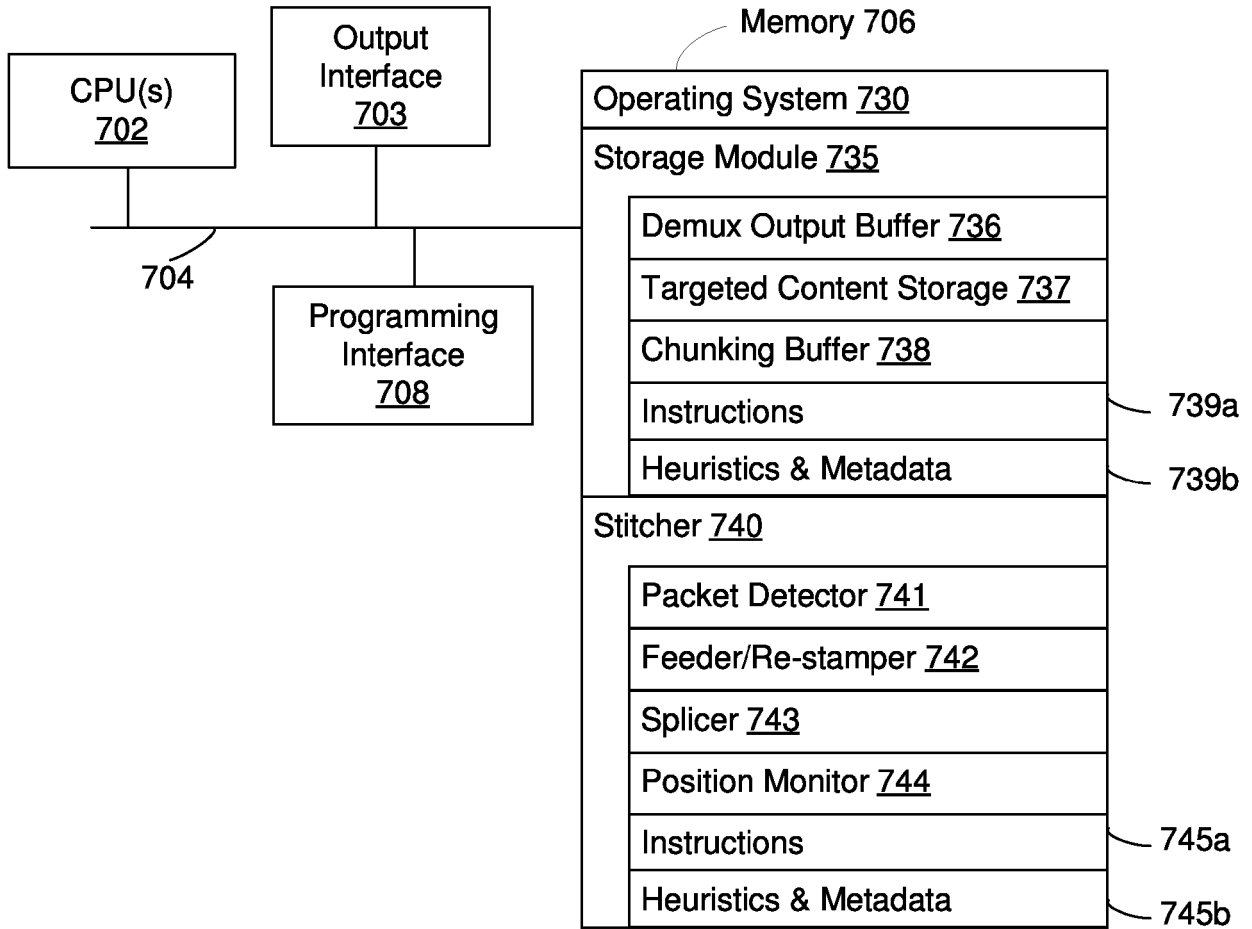 Memory 706
Output
Interface
703
CPU(s)
702
704
Programming
Interface
708
Operating System 730
Storage Module 735
Demux Output Buffer 736
Targeted Content Storage 737
Chunking Buffer 738
Instructions
739a
Heuristics & Metadata
739b
Stitcher 740
Packet Detector 741
Feeder/Re-stamper 742
Splicer 743
Position Monitor 744
Instructions
745a
Heuristics & Metadata
745b